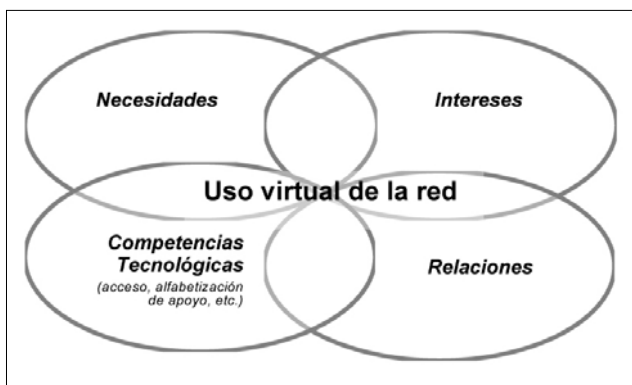 Necesidades
Intereses
Uso virtual de la red
Competencias
Tecnológicas
(acceso, alfabetización
de apoyo, etc.)
Relaciones